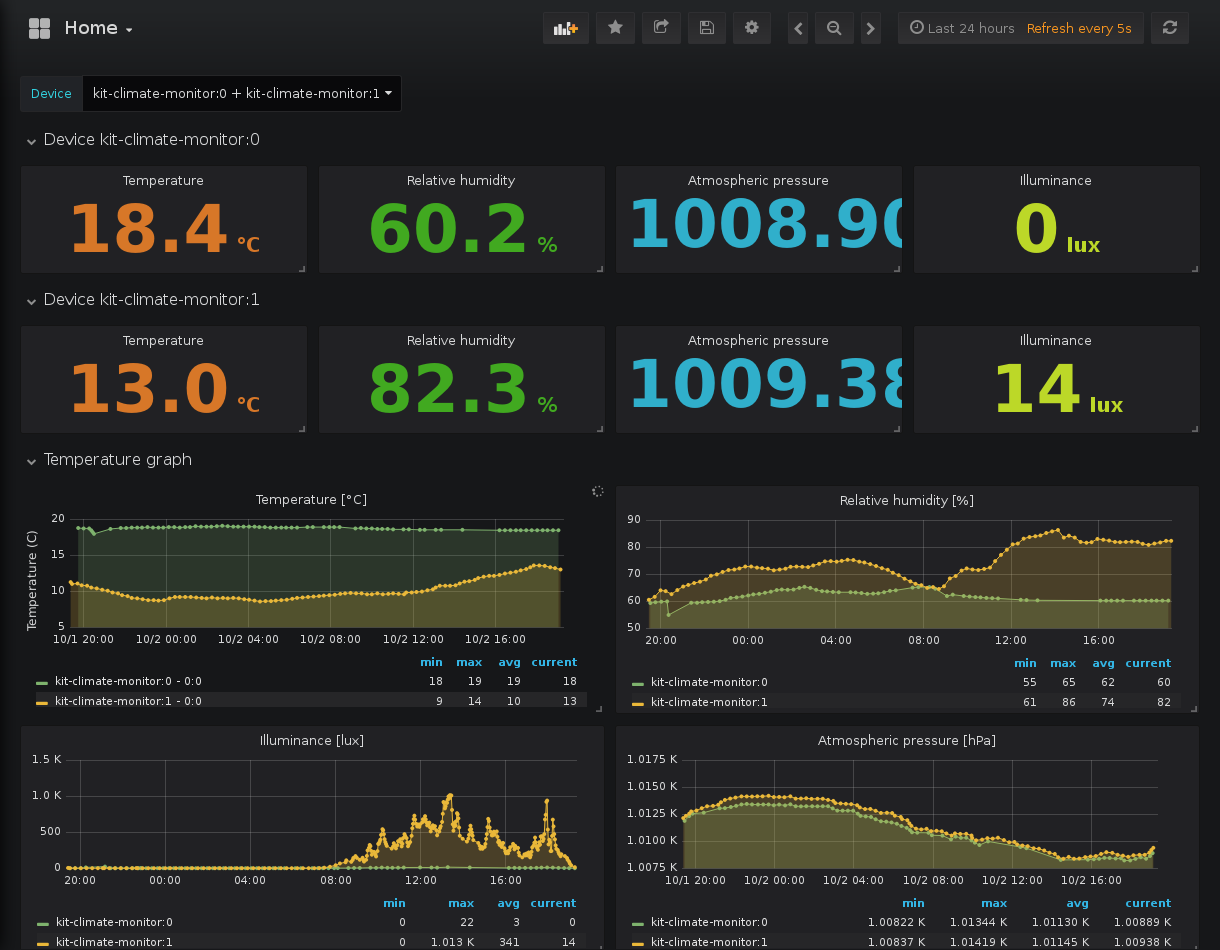 Home
Last 24 hours Refresh every 5s
Device kit-climate-monitor:0 + kit-climate-monitor:1
Device kit-climate-monitor:0
Temperature Relative humidity Atmospheric pressure Illuminance
18.4 °C 60.2 % 1008.90 0 lux
Device kit-climate-monitor:1
Temperature Relative humidity Atmospheric pressure Illuminance
13.0 °C 82.3 % 1009.38 14 lux
Temperature graph
Temperature [°C]
Temperature (C)
20
15
10
5
10/1 20:00 10/2 00:00 10/2 04:00 10/2 08:00 10/2 12:00 10/2 16:00
min max avg current
kit-climate-monitor:0 - 0:0 18 19 19 18
kit-climate-monitor:1 - 0:0 9 14 10 13
Relative humidity [%]
90
80
70
60
50
20:00 00:00 04:00 08:00 12:00 16:00
min max avg current
kit-climate-monitor:0 55 65 62 60
kit-climate-monitor:1 61 86 74 82
Illuminance [lux]
1.5 K
1.0 K
500
0
20:00 00:00 04:00 08:00 12:00 16:00
min max avg current
kit-climate-monitor:0 0 22 3 0
kit-climate-monitor:1 0 1.013 K 341 14
Atmospheric pressure [hPa]
1.0175 K
1.0150 K
1.0125 K
1.0100 K
1.0075 K
10/1 20:00 10/2 00:00 10/2 04:00 10/2 08:00 10/2 12:00 10/2 16:00
min max avg current
kit-climate-monitor:0 1.00822 K 1.01344 K 1.01130 K 1.00889 K
kit-climate-monitor:1 1.00837 K 1.01419 K 1.01145 K 1.00938 K